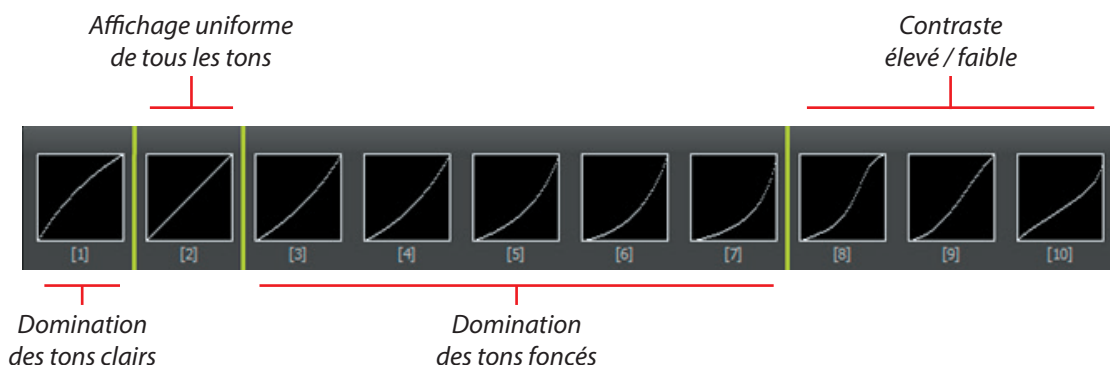 Affichage uniforme
de tous les tons
Contraste
élevé / faible
[1] [2] [3] [4] [5] [6] [7] [8] [9] [10]
Domination
des tons clairs
Domination
des tons foncés